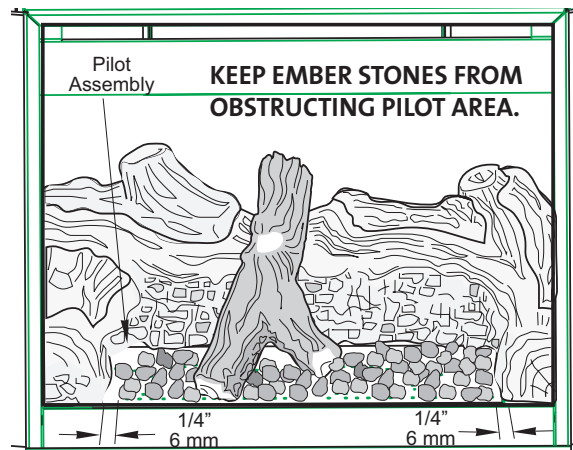 Pilot
Assembly
KEEP EMBER STONES FROM
OBSTRUCTING PILOT AREA.
1/4”
6 mm
1/4”
6 mm